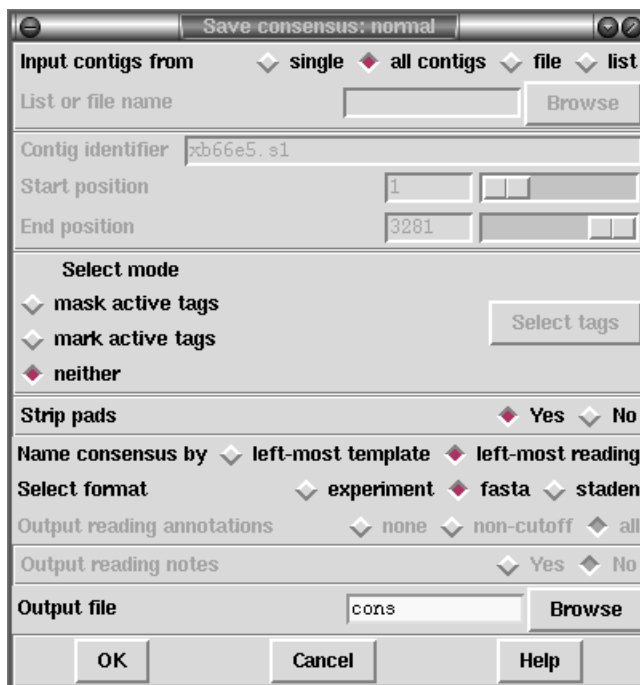 Save consensus: normal
Input contigs from single all contigs file list
List or file name Browse
Contig identifier xb66e5.s1
Start position 1
End position 3281
Select mode
mask active tags
Select tags
mark active tags
neither
Strip pads Yes No
Name consensus by left-most template left-most reading
Select format experiment fasta staden
Output reading annotations none non-cutoff all
Output reading notes Yes No
Output file cons Browse
OK Cancel Help